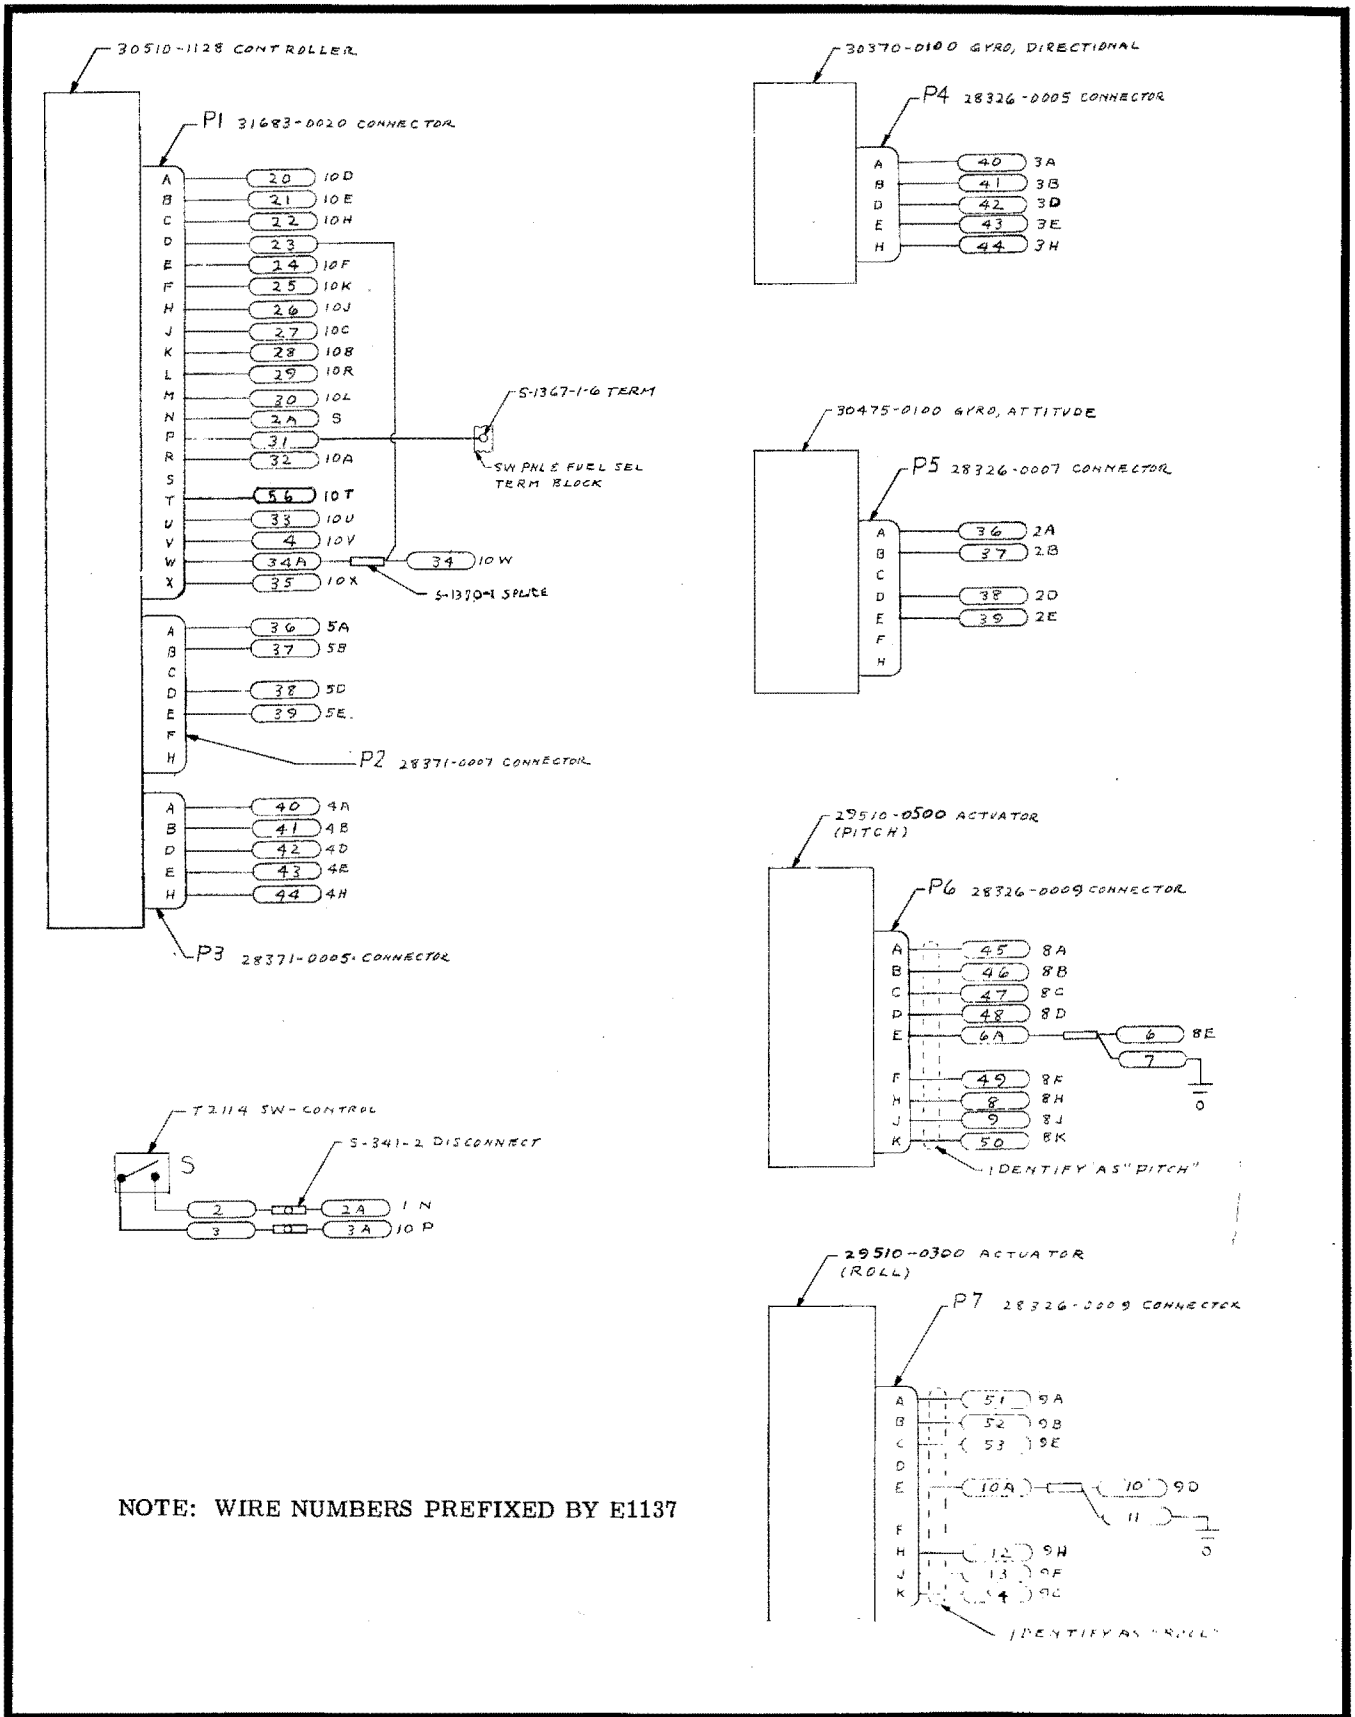 30510-1128 CONTROLLER
P1 31683-0020 CONNECTOR
A 20 10D
B 21 10E
C 22 10H
D 23
E 24 10F
F 25 10K
H 26 10J
J 27 10C
K 28 10B
L 29 10R
M 30 10L
N 2A S
P 31
R 32 10A
S
T 56 10T
U 33 10U
V 4 10V
W 34A 34 10W
X 35 10X
S-1367-1-6 TERM
SW PNL & FUEL SEL
TERM BLOCK
S-1370-1 SPLICE
A 36 5A
B 37 5B
C
D 38 5D
E 39 5E
F
H
P2 28371-0007 CONNECTOR
A 40 4A
B 41 4B
D 42 4D
E 43 4E
H 44 4H
P3 28371-0005 CONNECTOR
T2114 SW-CONTROL
S-341-2 DISCONNECT
S
2 2A 1N
3 3A 10P
NOTE: WIRE NUMBERS PREFIXED BY E1137
30370-0100 GYRO, DIRECTIONAL
P4 28326-0005 CONNECTOR
A 40 3A
B 41 3B
D 42 3D
E 43 3E
H 44 3H
30475-0100 GYRO, ATTITUDE
P5 28326-0007 CONNECTOR
A 36 2A
B 37 2B
C
D 38 2D
E 39 2E
F
H
29510-0500 ACTUATOR
(PITCH)
P6 28326-0009 CONNECTOR
A 45 8A
B 46 8B
C 47 8C
D 48 8D
E 6A 6 8E
7
F 49 8F
H 8 8H
J 9 8J
K 50 8K
IDENTIFY AS "PITCH"
29510-0300 ACTUATOR
(ROLL)
P7 28326-0009 CONNECTOR
A 51 9A
B 52 9B
C 53 9E
D
E 10A 10 9D
11
F
H 12 9H
J 13 9F
K
IDENTIFY AS "ROLL"